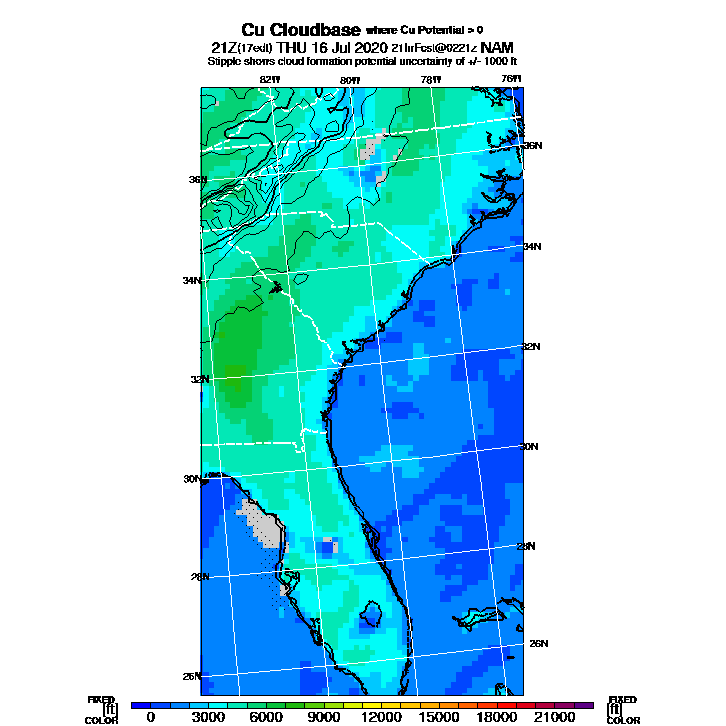 Cu Cloudbase where Cu Potential > 0
21Z(17edt) THU 16 Jul 2020 21hrFcst@0221z NAM
Stipple shows cloud formation potential uncertainty of +/- 1000 ft
82W 80W 78W 76W
36N
36N
34N
34N
32N
32N
30N
30N
28N
28N
26N
26N
FIXED FIXED
[ft] [ft]
COLOR 0 3000 6000 9000 12000 15000 18000 21000 COLOR